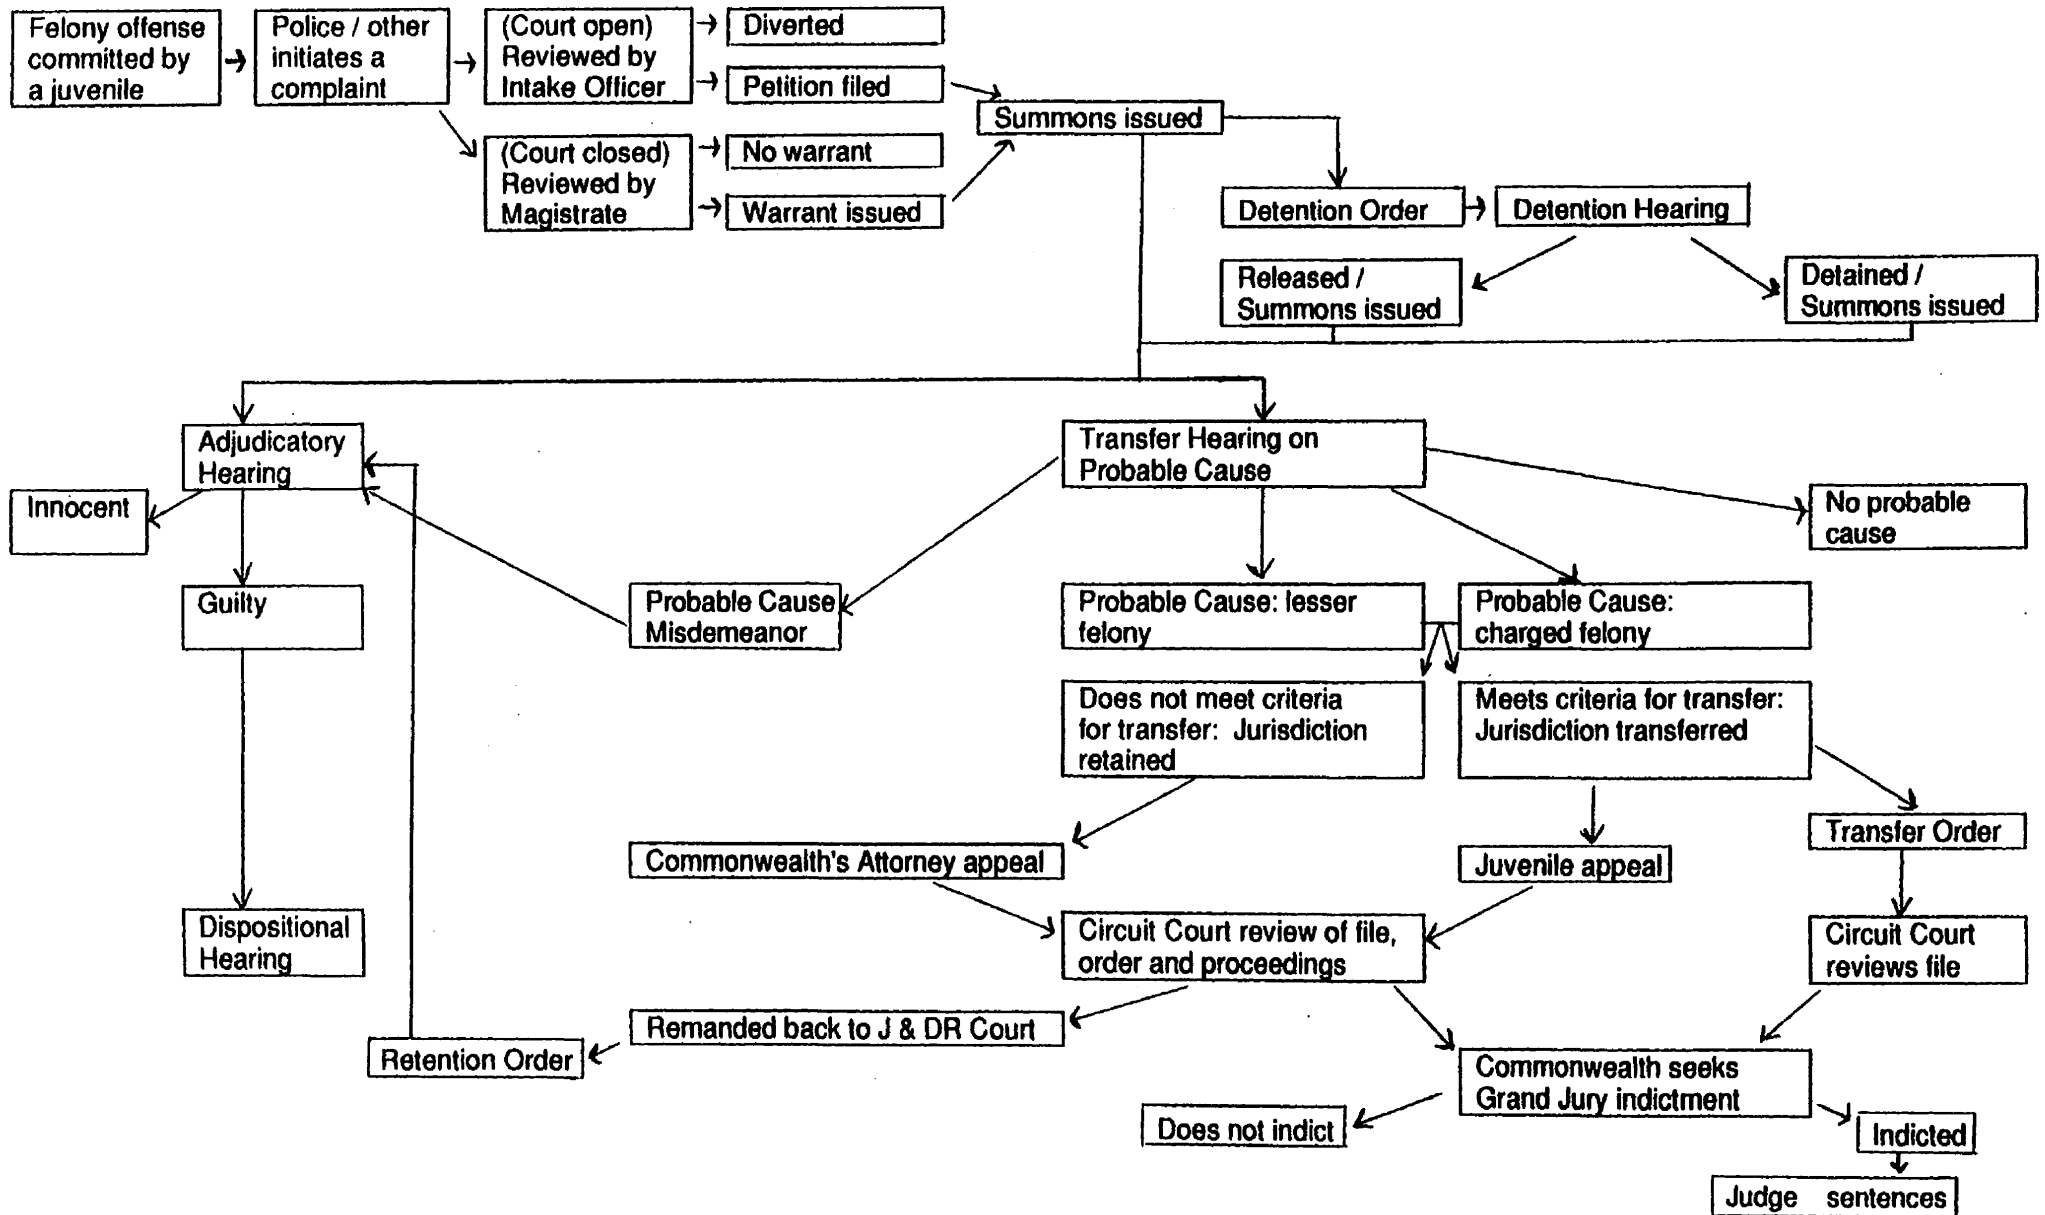 Felony offense
committed by
a juvenile
Police / other
initiates a
complaint
(Court open)
Reviewed by
Intake Officer
Diverted
Petition filed
Summons issued
(Court closed)
Reviewed by
Magistrate
No warrant
Warrant issued
Detention Order
Detention Hearing
Released /
Summons issued
Detained /
Summons issued
Adjudicatory
Hearing
Transfer Hearing on
Probable Cause
Innocent
No probable
cause
Guilty
Probable Cause
Misdemeanor
Probable Cause: lesser
felony
Probable Cause:
charged felony
Does not meet criteria
for transfer: Jurisdiction
retained
Meets criteria for transfer:
Jurisdiction transferred
Commonwealth's Attorney appeal
Juvenile appeal
Transfer Order
Dispositional
Hearing
Circuit Court review of file,
order and proceedings
Circuit Court
reviews file
Remanded back to J & DR Court
Retention Order
Commonwealth seeks
Grand Jury indictment
Does not indict
Indicted
Judge sentences